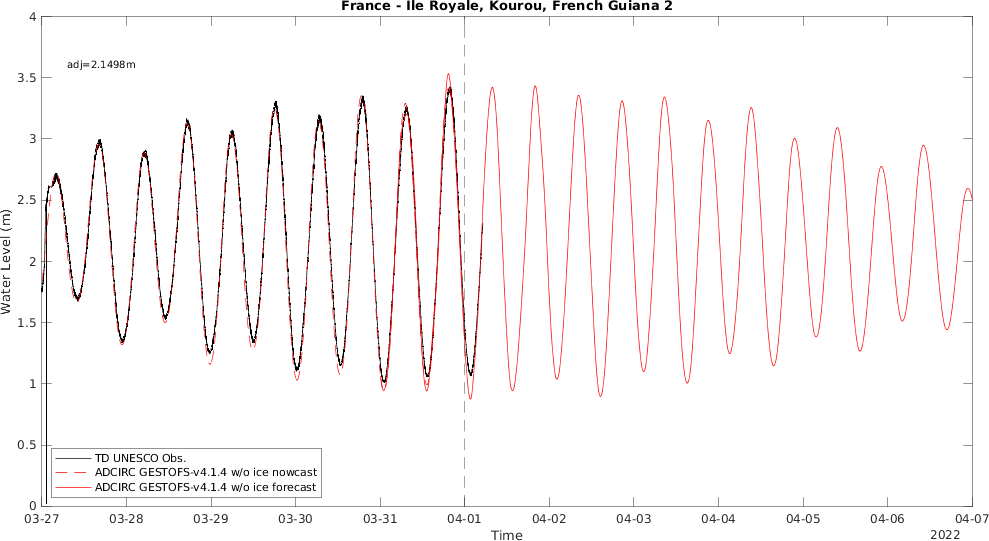 France - Ile Royale, Kourou, French Guiana 2
adj=2.1498m
4
3.5
3
2.5
2
1.5
1
0.5
0
Water Level (m)
TD UNESCO Obs.
ADCIRC GESTOFS-v4.1.4 w/o ice nowcast
ADCIRC GESTOFS-v4.1.4 w/o ice forecast
03-27 03-28 03-29 03-30 03-31 04-01 04-02 04-03 04-04 04-05 04-06 04-07
Time
2022